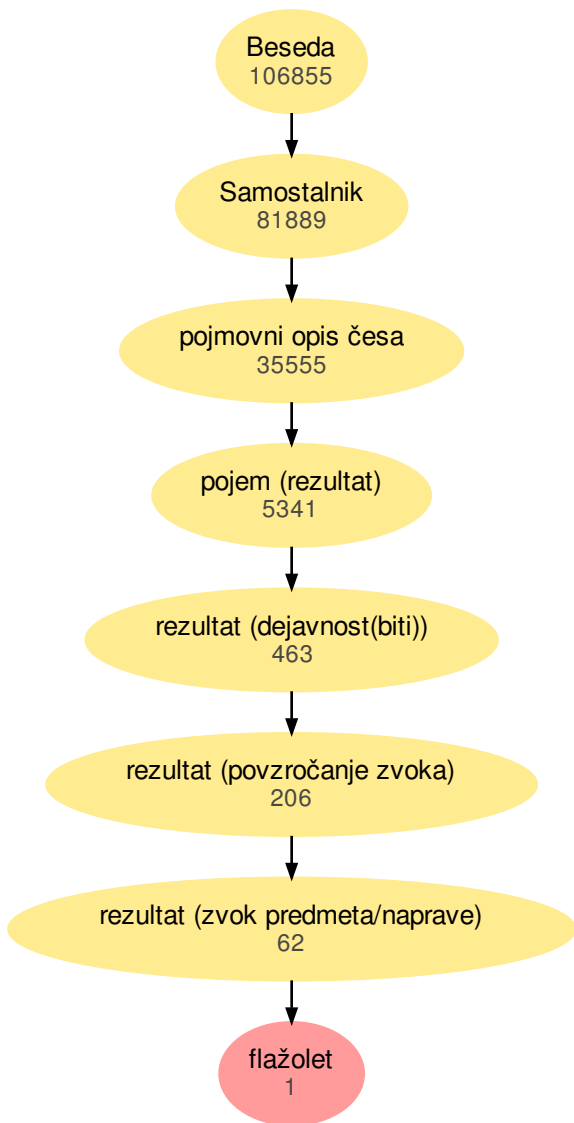 Beseda
106855
Samostalnik
81889
pojmovni opis česa
35555
pojem (rezultat)
5341
rezultat (dejavnost(biti))
463
rezultat (povzročanje zvoka)
206
rezultat (zvok predmeta/naprave)
62
flažolet
1